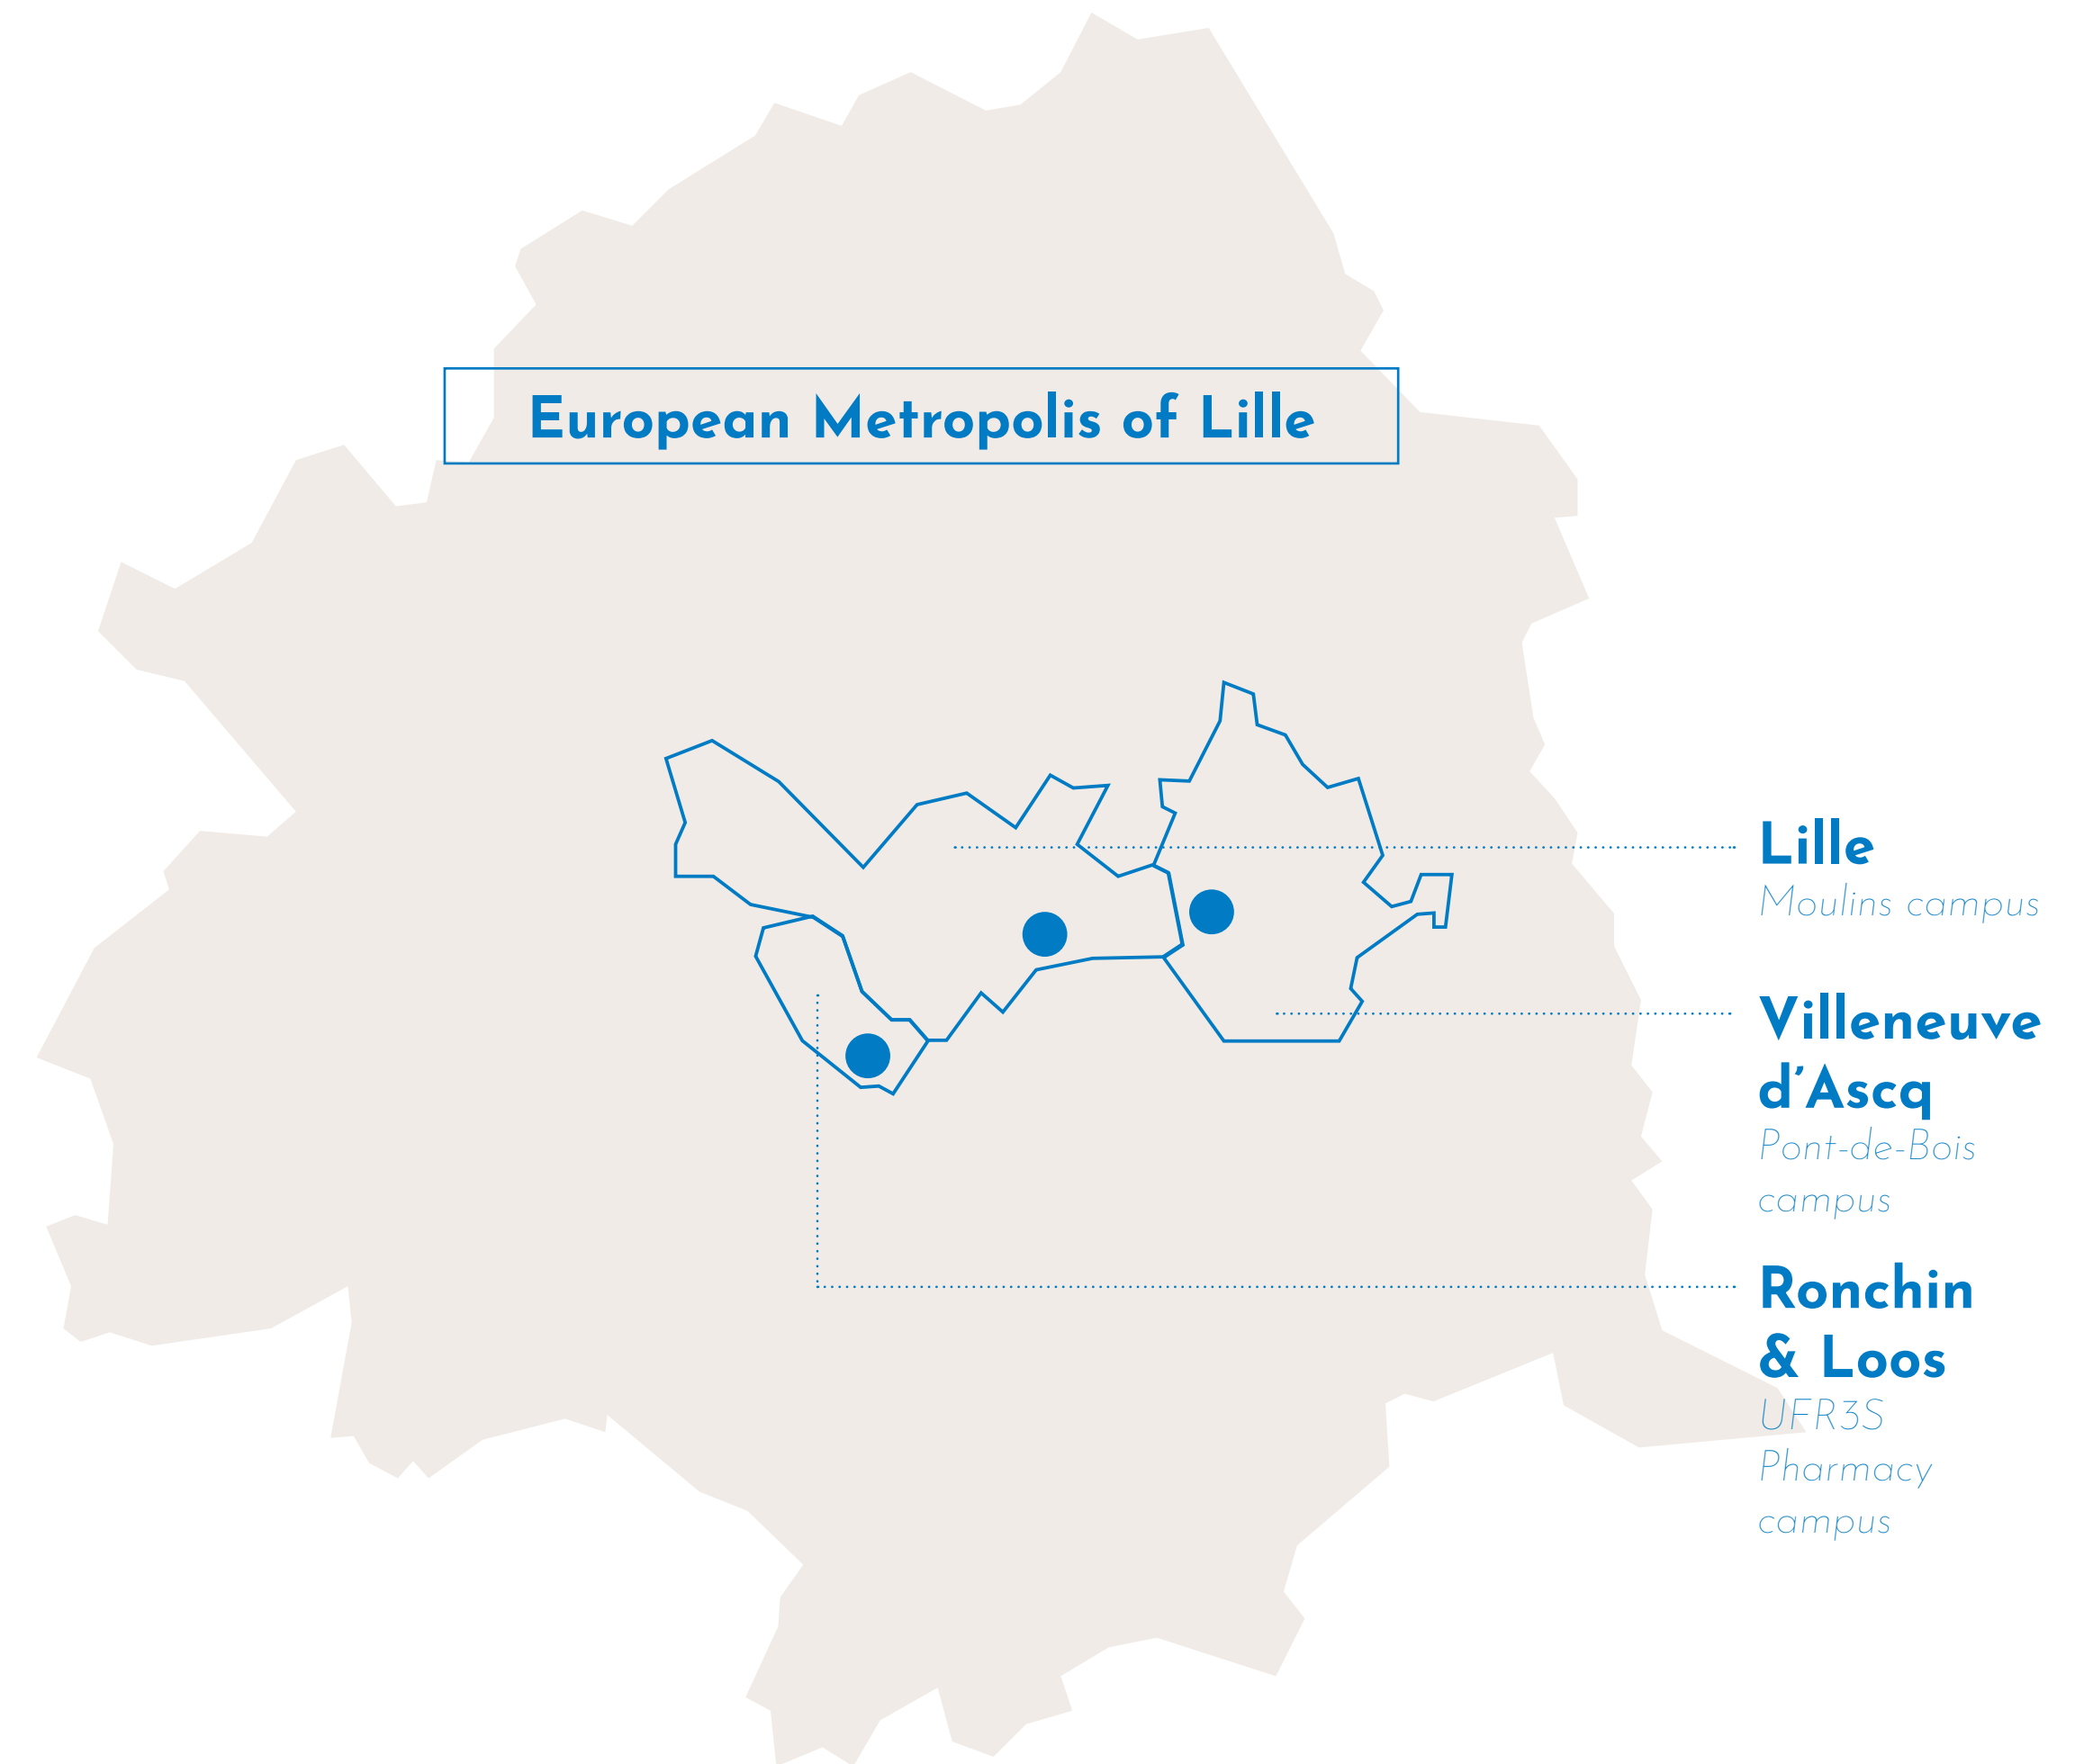 European Metropolis of Lille
Lille
Moulins campus
Villeneuve
d'Ascq
Pont-de-Bois
campus
Ronchin
& Loos
UFR3S
Pharmacy
campus